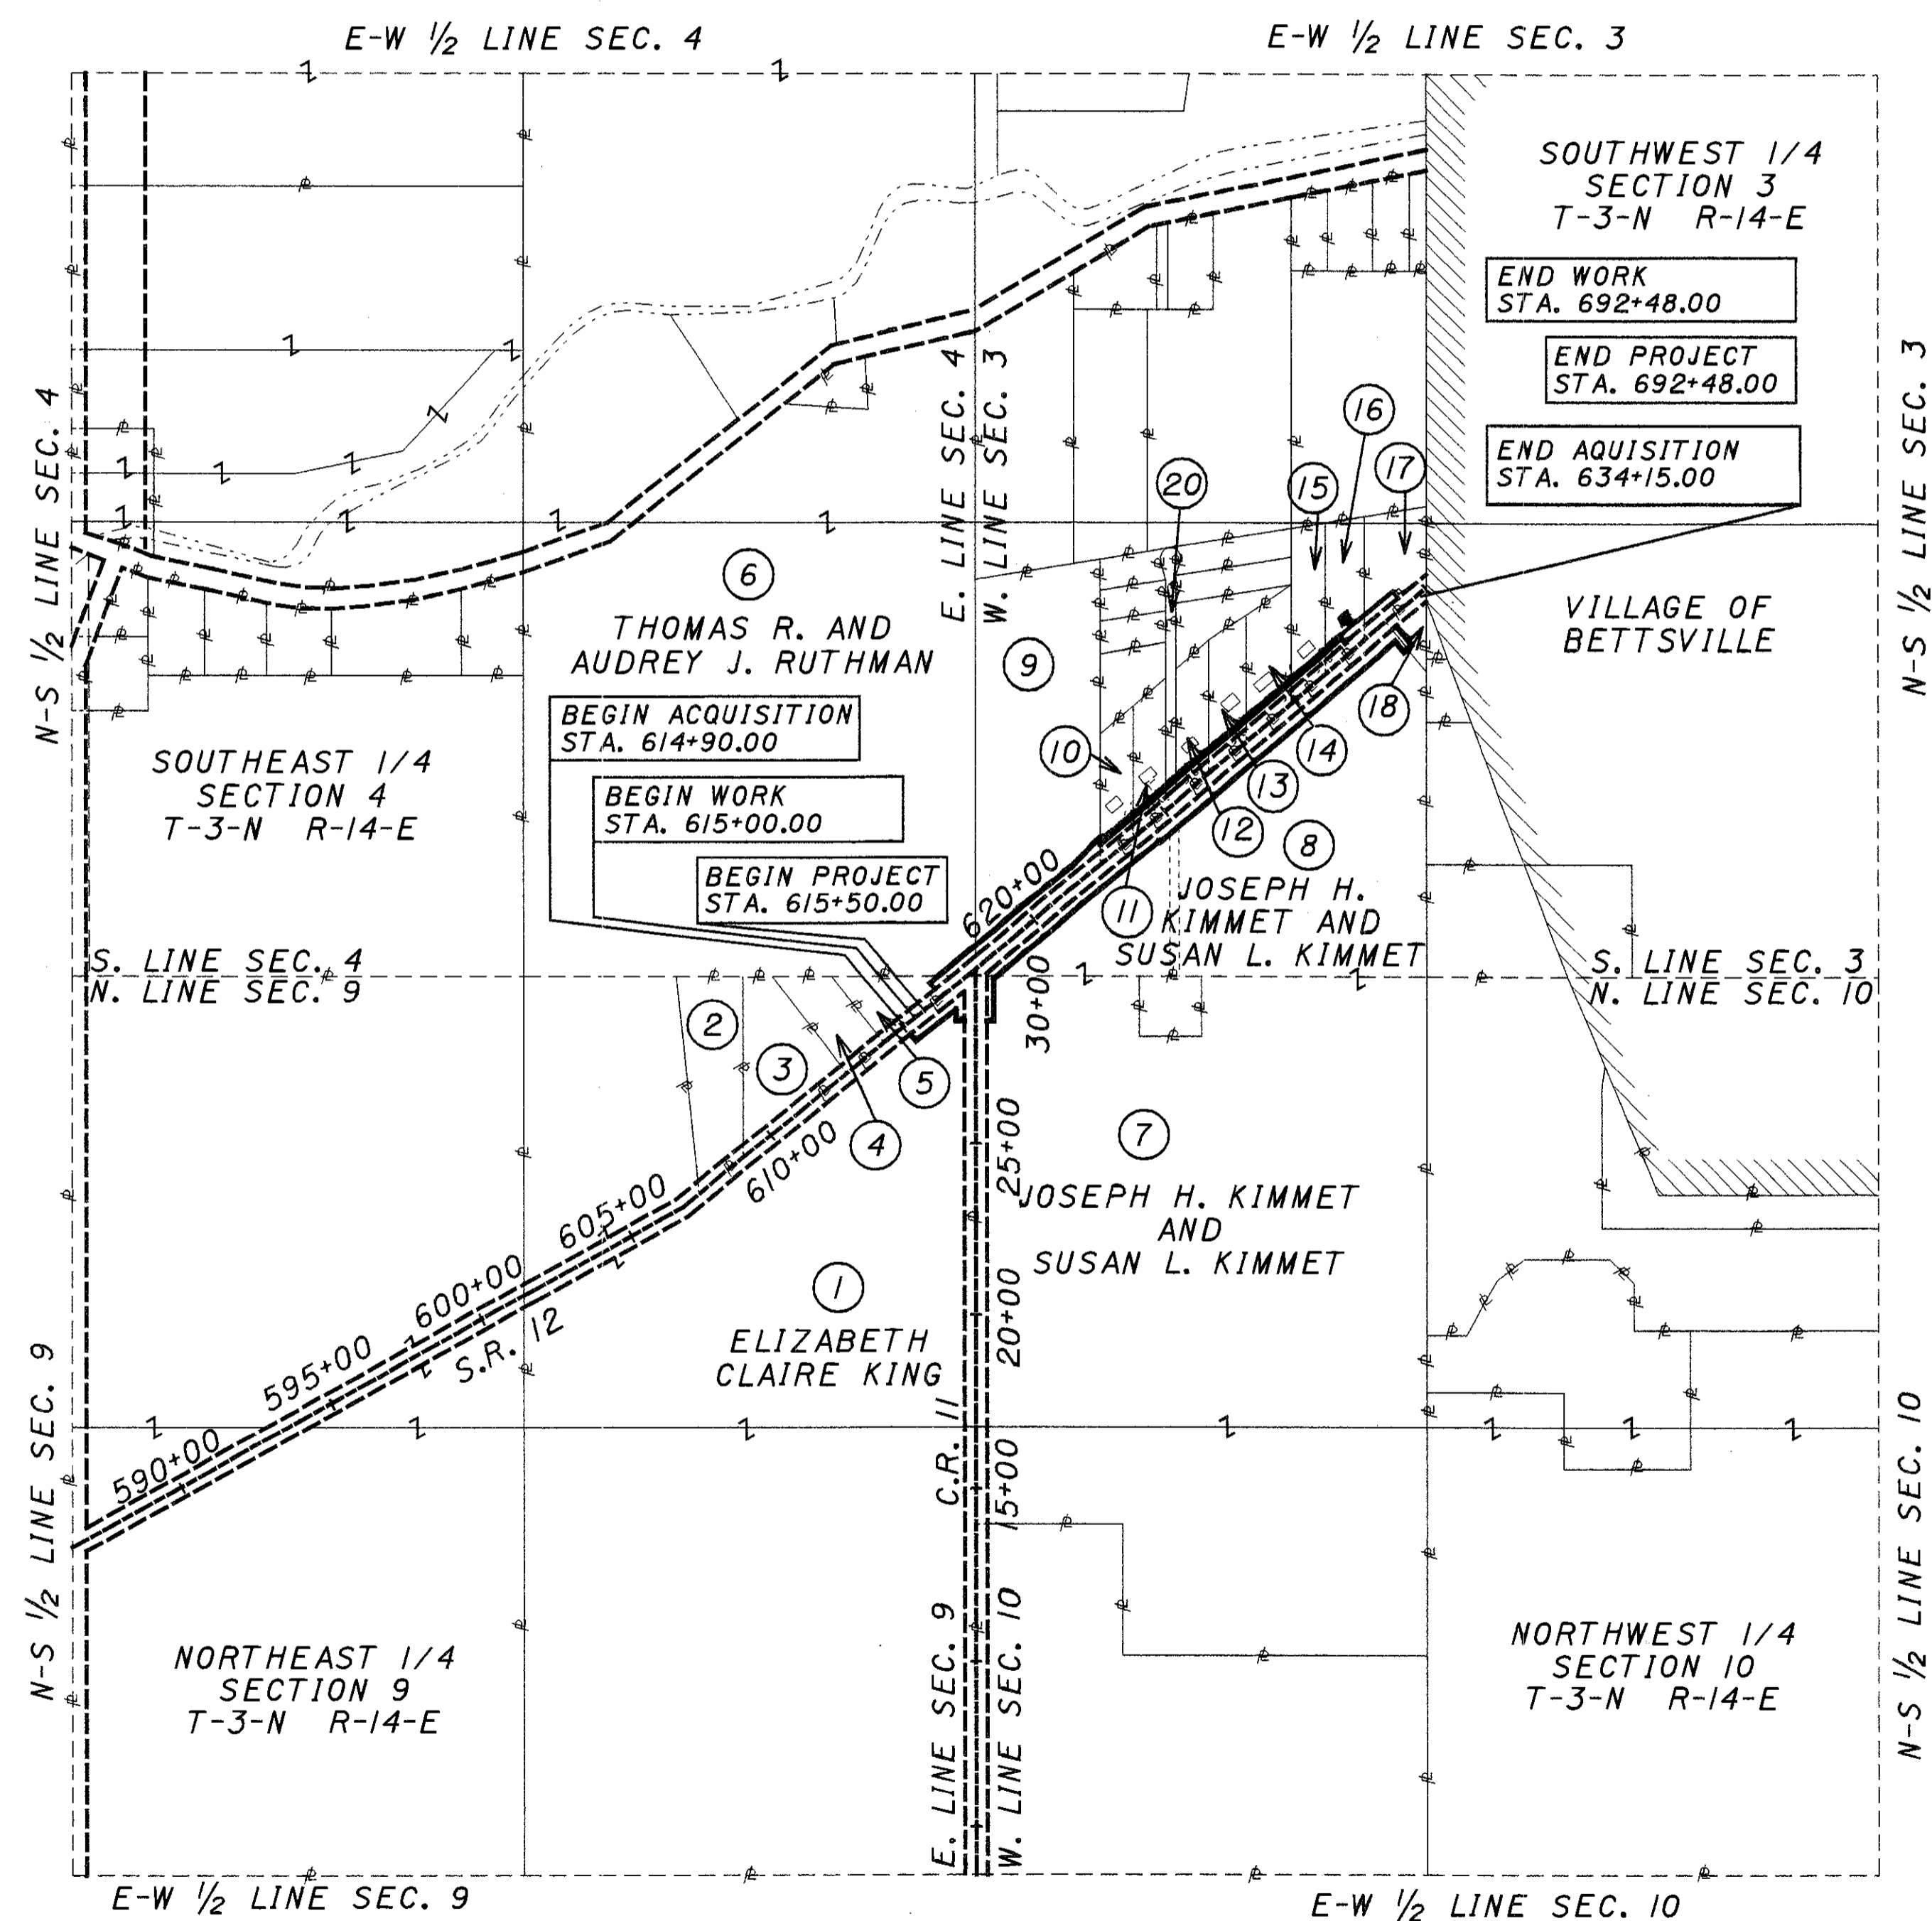 E-W 1/2 LINE SEC. 4
E-W 1/2 LINE SEC. 3
SOUTHWEST 1/4
SECTION 3
T-3-N R-14-E
END WORK
STA. 692+48.00
END PROJECT
STA. 692+48.00
END AQUISITION
STA. 634+15.00
N-S 1/2 LINE SEC. 4
E. LINE SEC. 4
W. LINE SEC. 3
N-S 1/2 LINE SEC. 3
16
17
15
20
6
THOMAS R. AND
AUDREY J. RUTHMAN
9
VILLAGE OF
BETTSVILLE
18
14
10
13
12
8
11
BEGIN ACQUISITION
STA. 614+90.00
SOUTHEAST 1/4
SECTION 4
T-3-N R-14-E
BEGIN WORK
STA. 615+00.00
BEGIN PROJECT
STA. 615+50.00
620+00
JOSEPH H.
KIMMET AND
SUSAN L. KIMMET
S. LINE SEC. 4
N. LINE SEC. 9
S. LINE SEC. 3
N. LINE SEC. 10
30+00
2
3
5
4
7
25+00
610+00
JOSEPH H. KIMMET
AND
SUSAN L. KIMMET
605+00
600+00
595+00
590+00
S.R. 12
1
ELIZABETH
CLAIRE KING
20+00
C.R. 11
15+00
N-S 1/2 LINE SEC. 9
E. LINE SEC. 9
W. LINE SEC. 10
N-S 1/2 LINE SEC. 10
NORTHEAST 1/4
SECTION 9
T-3-N R-14-E
NORTHWEST 1/4
SECTION 10
T-3-N R-14-E
E-W 1/2 LINE SEC. 9
E-W 1/2 LINE SEC. 10